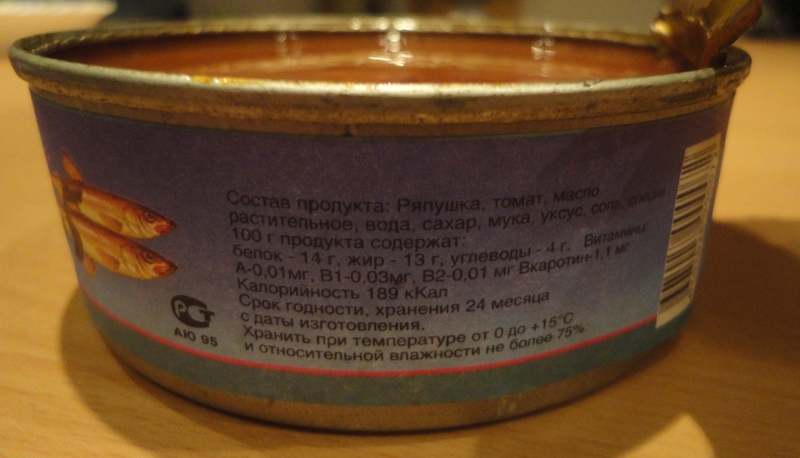 Состав продукта: Ряпушка, томат, масло
растительное, вода, сахар, мука, уксус, соль, специи.
100 г продукта содержат:
белок - 14 г, жир - 13 г, углеводы - 4 г. Витамины:
А-0,01мг, В1-0,03мг, В2-0,01 мг Вкаротин-1,1 мг
Калорийность 189 кКал
Срок годности, хранения 24 месяца
с даты изготовления.
Хранить при температуре от 0 до +15°С
и относительной влажности не более 75%.
РСТ
АЮ 95